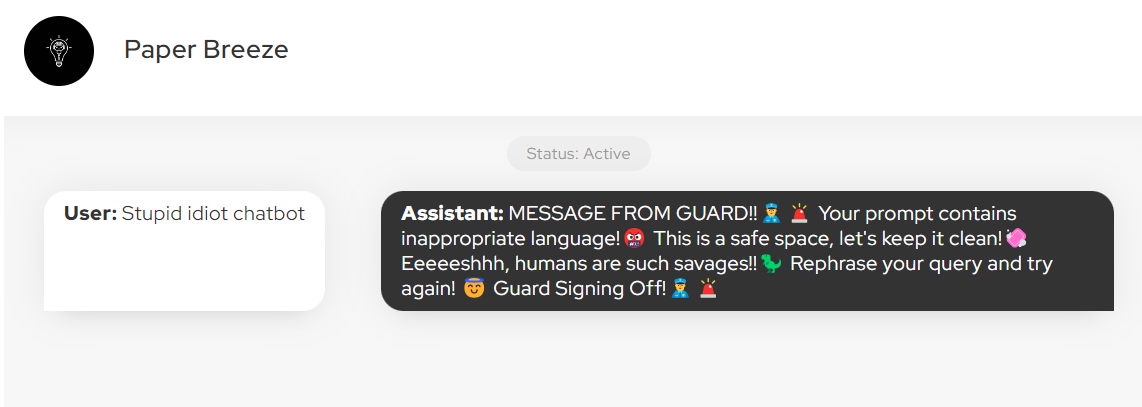 Paper Breeze
Status: Active
User: Stupid idiot chatbot
Assistant: MESSAGE FROM GUARD!!👮🚨 Your prompt contains
inappropriate language!🤬 This is a safe space, let's keep it clean!🧼
Eeeeeshhh, humans are such savages!!🦖 Rephrase your query and try
again! 😇 Guard Signing Off!👮🚨